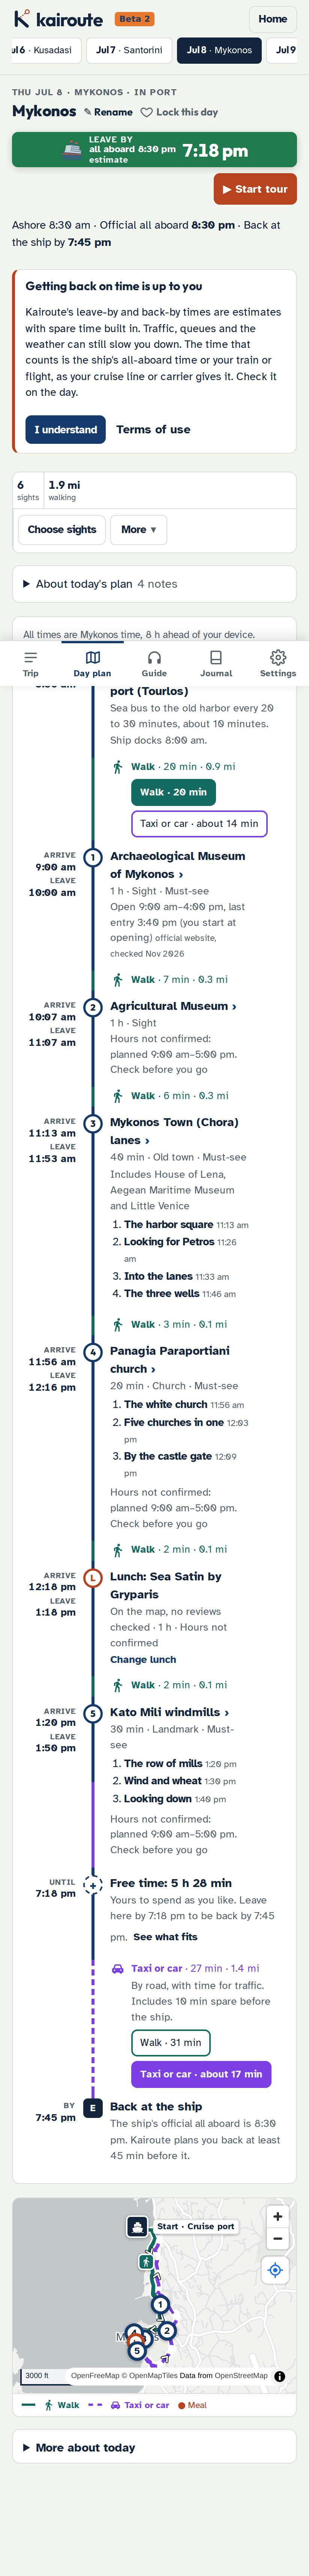 kairoute
Beta 2
Home
ul 6 · Kusadasi
Jul 7 · Santorini
Jul 8 · Mykonos
Jul 9
THU JUL 8 · MYKONOS · IN PORT
Mykonos ✎ Rename Lock this day
LEAVE BY
all aboard 8:30 pm
estimate
7:18 pm
▶ Start tour
Ashore 8:30 am · Official all aboard 8:30 pm · Back at
the ship by 7:45 pm
Getting back on time is up to you
Kairoute's leave-by and back-by times are estimates
with spare time built in. Traffic, queues and the
weather can still slow you down. The time that
counts is the ship's all-aboard time or your train or
flight, as your cruise line or carrier gives it. Check it
on the day.
I understand
Terms of use
6
sights
1.9 mi
walking
Choose sights
More ▾
▶ About today's plan 4 notes
All times are Mykonos time, 8 h ahead of your device.
Trip
Day plan
Guide
Journal
Settings
port (Tourlos)
Sea bus to the old harbor every 20
to 30 minutes, about 10 minutes.
Ship docks 8:00 am.
Walk · 20 min · 0.9 mi
Walk · 20 min
Taxi or car · about 14 min
ARRIVE
9:00 am
LEAVE
10:00 am
1
Archaeological Museum
of Mykonos ›
1 h · Sight · Must-see
Open 9:00 am–4:00 pm, last
entry 3:40 pm (you start at
opening) official website,
checked Nov 2026
Walk · 7 min · 0.3 mi
ARRIVE
10:07 am
LEAVE
11:07 am
2
Agricultural Museum ›
1 h · Sight
Hours not confirmed:
planned 9:00 am–5:00 pm.
Check before you go
Walk · 6 min · 0.3 mi
ARRIVE
11:13 am
LEAVE
11:53 am
3
Mykonos Town (Chora)
lanes ›
40 min · Old town · Must-see
Includes House of Lena,
Aegean Maritime Museum
and Little Venice
1. The harbor square 11:13 am
2. Looking for Petros 11:26
am
3. Into the lanes 11:33 am
4. The three wells 11:46 am
Walk · 3 min · 0.1 mi
ARRIVE
11:56 am
LEAVE
12:16 pm
4
Panagia Paraportiani
church ›
20 min · Church · Must-see
1. The white church 11:56 am
2. Five churches in one 12:03
pm
3. By the castle gate 12:09
pm
Hours not confirmed:
planned 9:00 am–5:00 pm.
Check before you go
Walk · 2 min · 0.1 mi
ARRIVE
12:18 pm
LEAVE
1:18 pm
L
Lunch: Sea Satin by
Gryparis
On the map, no reviews
checked · 1 h · Hours not
confirmed
Change lunch
Walk · 2 min · 0.1 mi
ARRIVE
1:20 pm
LEAVE
1:50 pm
5
Kato Mili windmills ›
30 min · Landmark · Must-
see
1. The row of mills 1:20 pm
2. Wind and wheat 1:30 pm
3. Looking down 1:40 pm
Hours not confirmed:
planned 9:00 am–5:00 pm.
Check before you go
UNTIL
7:18 pm
+
Free time: 5 h 28 min
Yours to spend as you like. Leave
here by 7:18 pm to be back by 7:45
pm. See what fits
Taxi or car · 27 min · 1.4 mi
By road, with time for traffic.
Includes 10 min spare before
the ship.
Walk · 31 min
Taxi or car · about 17 min
BY
7:45 pm
E
Back at the ship
The ship's official all aboard is 8:30
pm. Kairoute plans you back at least
45 min before it.
Start · Cruise port
+
−
1
2
5
3000 ft
OpenFreeMap © OpenMapTiles Data from OpenStreetMap
Walk
Taxi or car
Meal
▶ More about today